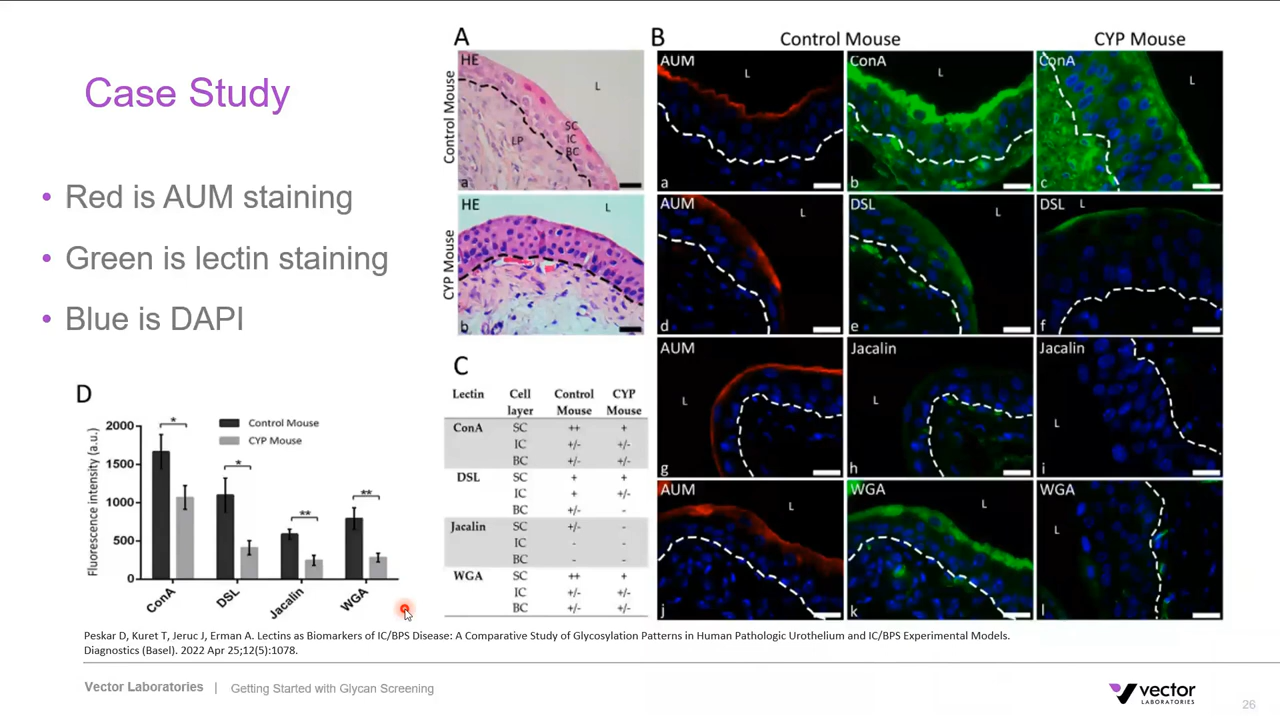 Case Study
• Red is AUM staining
• Green is lectin staining
• Blue is DAPI
A
Control Mouse
HE
L
LP
SC
IC
BC
a
CYP Mouse
HE
L
b
B
Control Mouse
CYP Mouse
AUM
L
a
ConA
L
b
ConA
L
c
AUM
L
d
DSL
L
e
DSL
L
f
AUM
L
g
Jacalin
L
h
Jacalin
L
i
AUM
L
j
WGA
L
k
WGA
L
l
C
Lectin Cell layer Control Mouse CYP Mouse
ConA SC ++ +
IC +/- +/-
BC +/- +/-
DSL SC + +
IC + +/-
BC +/- -
Jacalin SC +/- -
IC - -
BC - -
WGA SC ++ +
IC +/- +/-
BC +/- +/-
D
Fluorescence intensity (a.u.)
2000
1500
1000
500
0
Control Mouse
CYP Mouse
*
*
**
**
ConA
DSL
Jacalin
WGA
Peskar D, Kuret T, Jeruc J, Erman A. Lectins as Biomarkers of IC/BPS Disease: A Comparative Study of Glycosylation Patterns in Human Pathologic Urothelium and IC/BPS Experimental Models.
Diagnostics (Basel). 2022 Apr 25;12(5):1078.
Vector Laboratories | Getting Started with Glycan Screening
vector
LABORATORIES
26